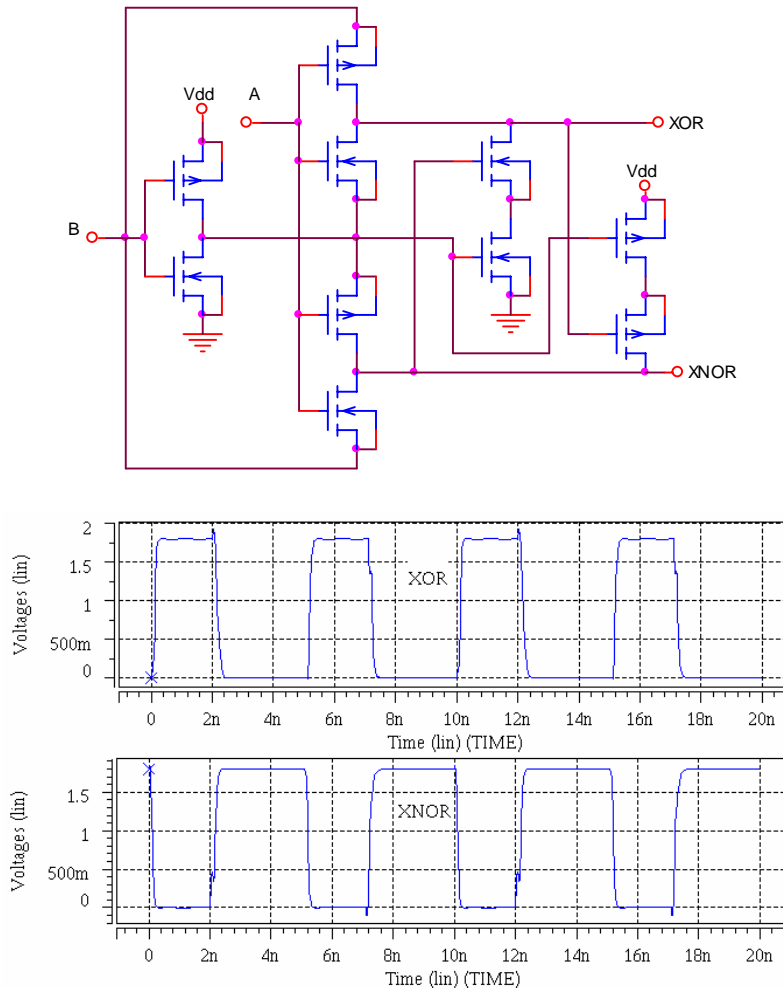 Vdd
A
XOR
Vdd
B
XNOR
2
1.5
1
500m
0
Voltages (lin)
XOR
0 2n 4n 6n 8n 10n 12n 14n 16n 18n 20n
Time (lin) (TIME)
1.5
1
500m
0
Voltages (lin)
XNOR
0 2n 4n 6n 8n 10n 12n 14n 16n 18n 20n
Time (lin) (TIME)